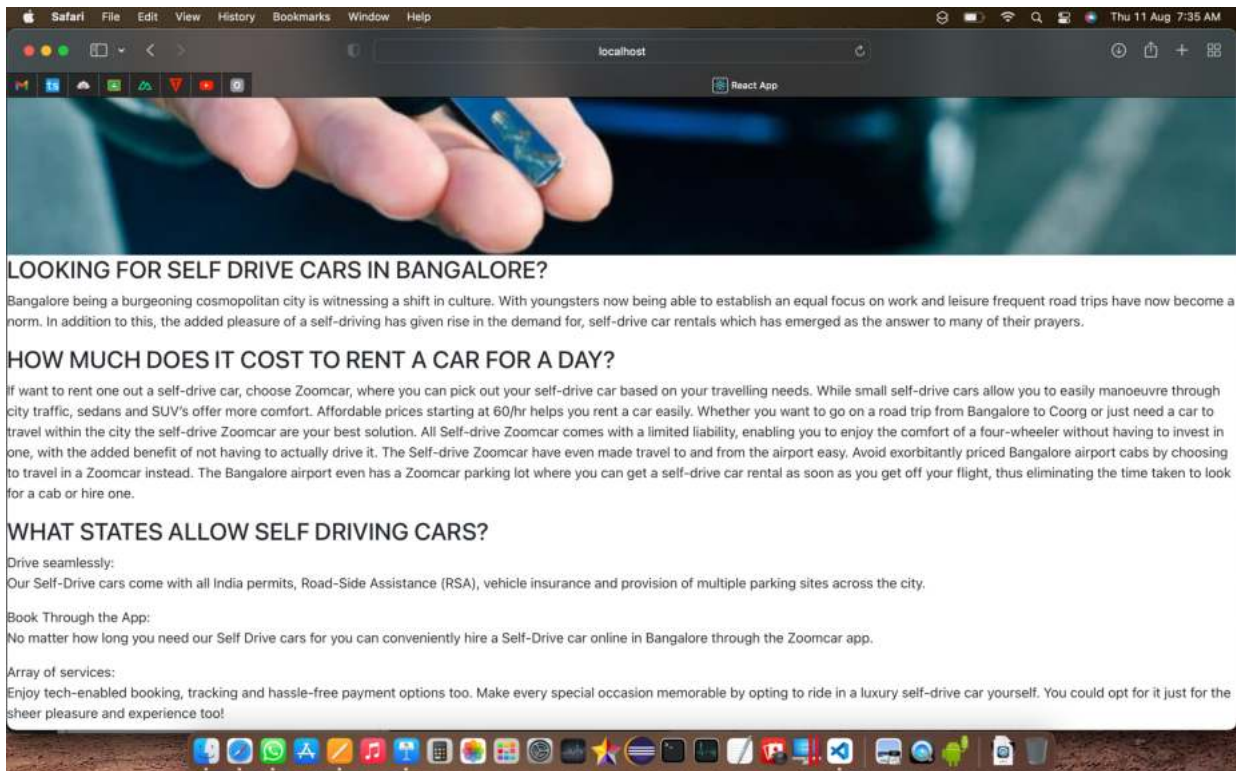 Safari File Edit View History Bookmarks Window Help Thu 11 Aug 7:35 AM
localhost
ts
React App
LOOKING FOR SELF DRIVE CARS IN BANGALORE?
Bangalore being a burgeoning cosmopolitan city is witnessing a shift in culture. With youngsters now being able to establish an equal focus on work and leisure frequent road trips have now become a
norm. In addition to this, the added pleasure of a self-driving has given rise in the demand for, self-drive car rentals which has emerged as the answer to many of their prayers.
HOW MUCH DOES IT COST TO RENT A CAR FOR A DAY?
If want to rent one out a self-drive car, choose Zoomcar, where you can pick out your self-drive car based on your travelling needs. While small self-drive cars allow you to easily manoeuvre through
city traffic, sedans and SUV's offer more comfort. Affordable prices starting at 60/hr helps you rent a car easily. Whether you want to go on a road trip from Bangalore to Coorg or just need a car to
travel within the city the self-drive Zoomcar are your best solution. All Self-drive Zoomcar comes with a limited liability, enabling you to enjoy the comfort of a four-wheeler without having to invest in
one, with the added benefit of not having to actually drive it. The Self-drive Zoomcar have even made travel to and from the airport easy. Avoid exorbitantly priced Bangalore airport cabs by choosing
to travel in a Zoomcar instead. The Bangalore airport even has a Zoomcar parking lot where you can get a self-drive car rental as soon as you get off your flight, thus eliminating the time taken to look
for a cab or hire one.
WHAT STATES ALLOW SELF DRIVING CARS?
Drive seamlessly:
Our Self-Drive cars come with all India permits, Road-Side Assistance (RSA), vehicle insurance and provision of multiple parking sites across the city.
Book Through the App:
No matter how long you need our Self Drive cars for you can conveniently hire a Self-Drive car online in Bangalore through the Zoomcar app.
Array of services:
Enjoy tech-enabled booking, tracking and hassle-free payment options too. Make every special occasion memorable by opting to ride in a luxury self-drive car yourself. You could opt for it just for the
sheer pleasure and experience too!